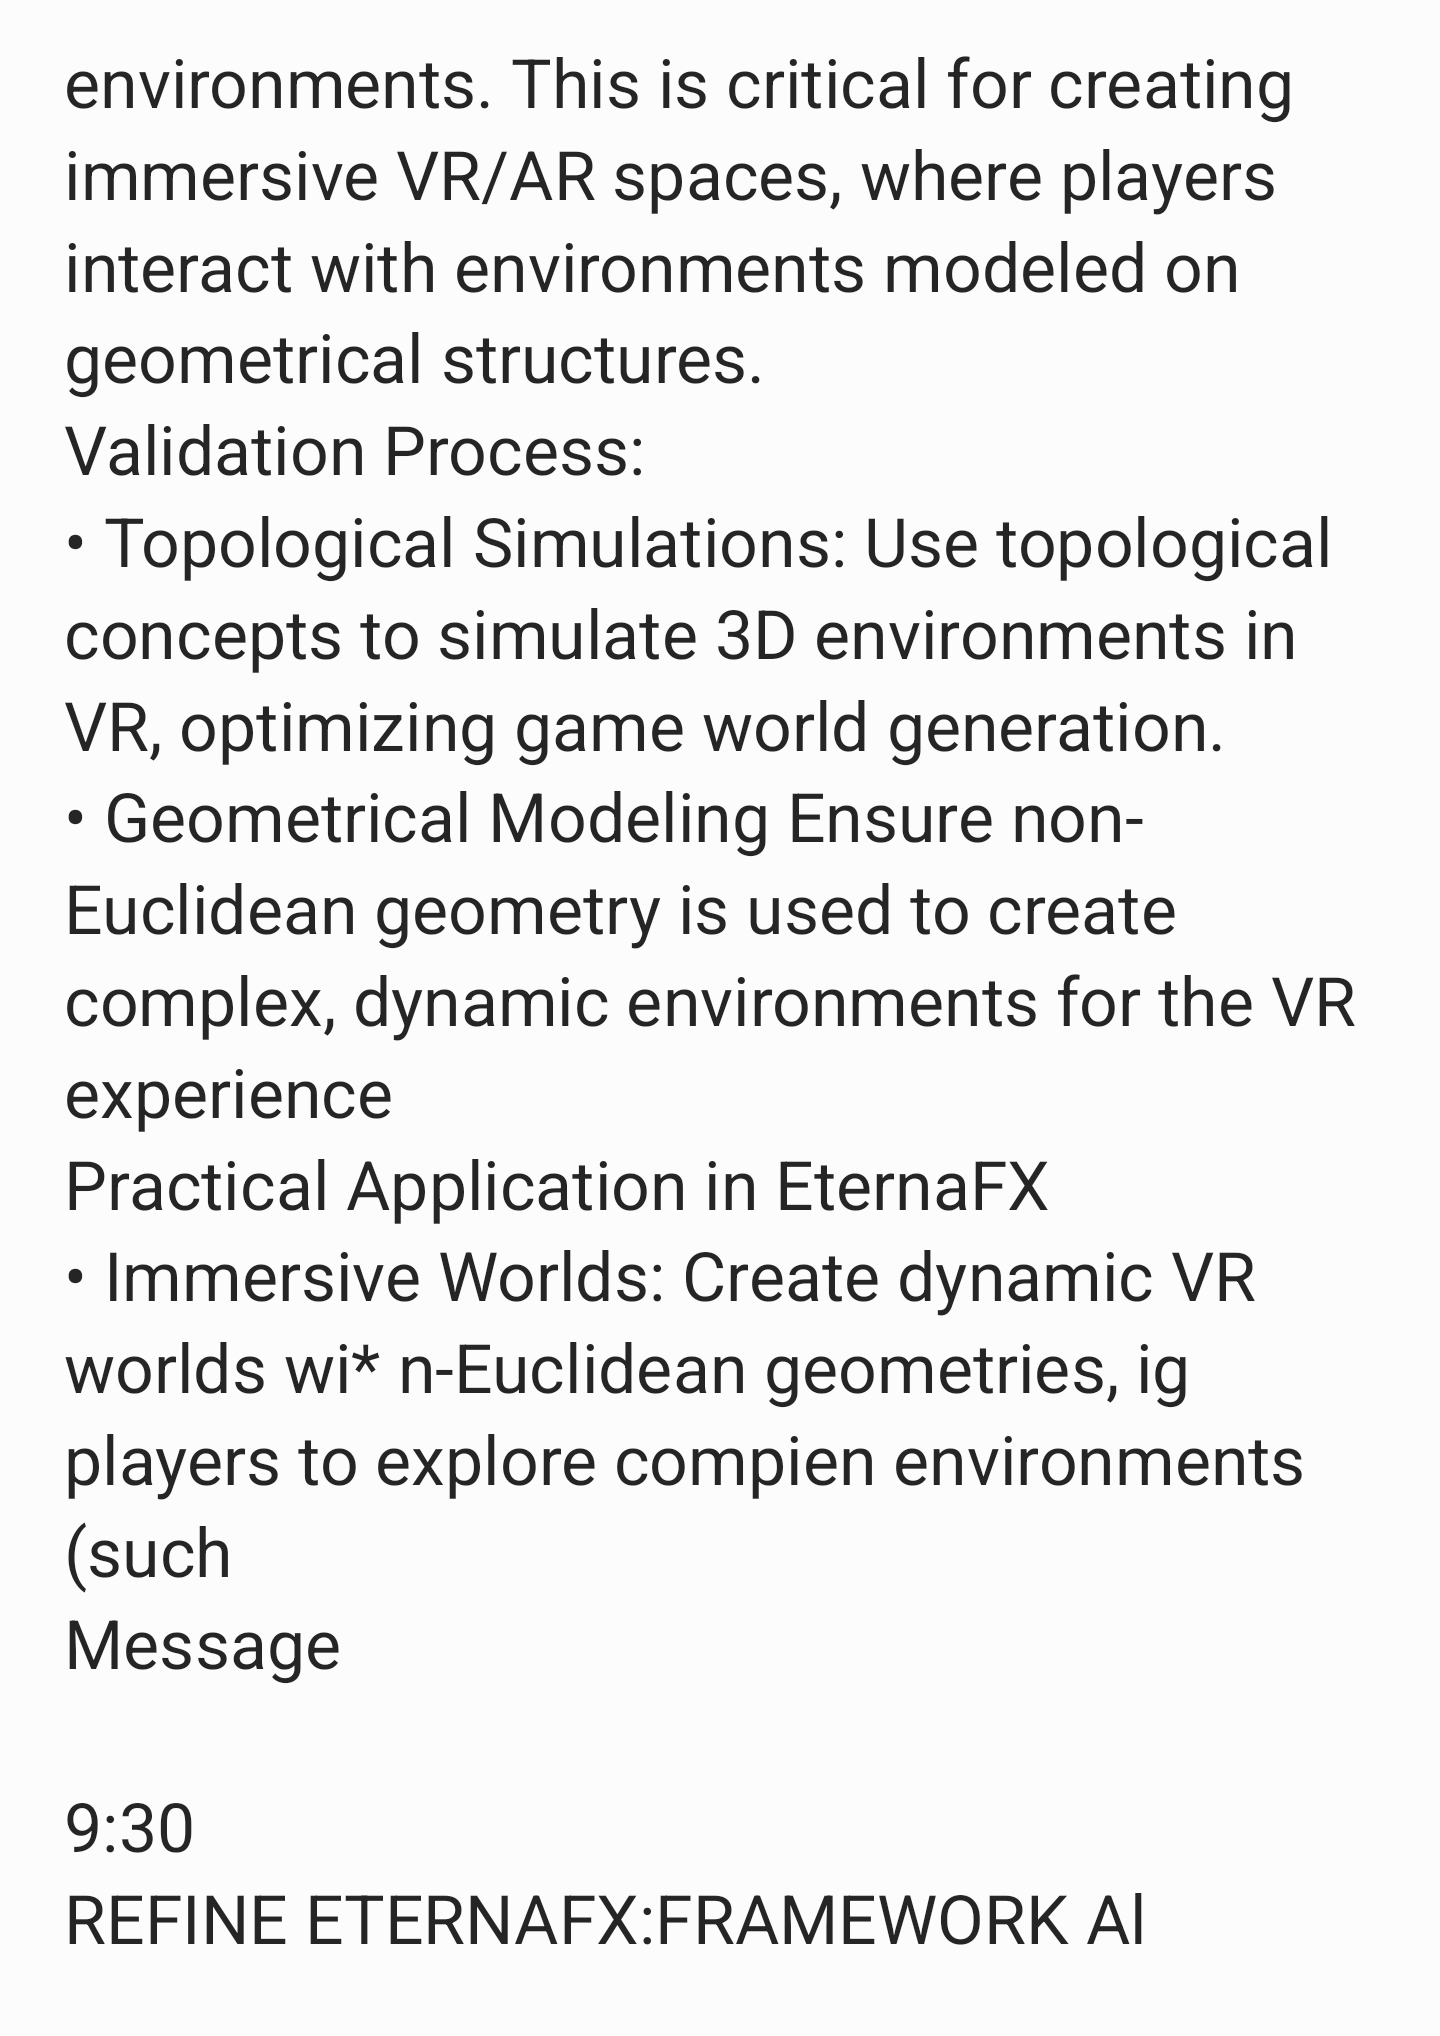 environments. This is critical for creating
immersive VR/AR spaces, where players
interact with environments modeled on
geometrical structures.
Validation Process:
• Topological Simulations: Use topological
concepts to simulate 3D environments in
VR, optimizing game world generation.
• Geometrical Modeling Ensure non-
Euclidean geometry is used to create
complex, dynamic environments for the VR
experience
Practical Application in EternaFX
• Immersive Worlds: Create dynamic VR
worlds wi* n-Euclidean geometries, ig
players to explore compien environments
(such
Message

9:30
REFINE ETERNAFX:FRAMEWORK Al